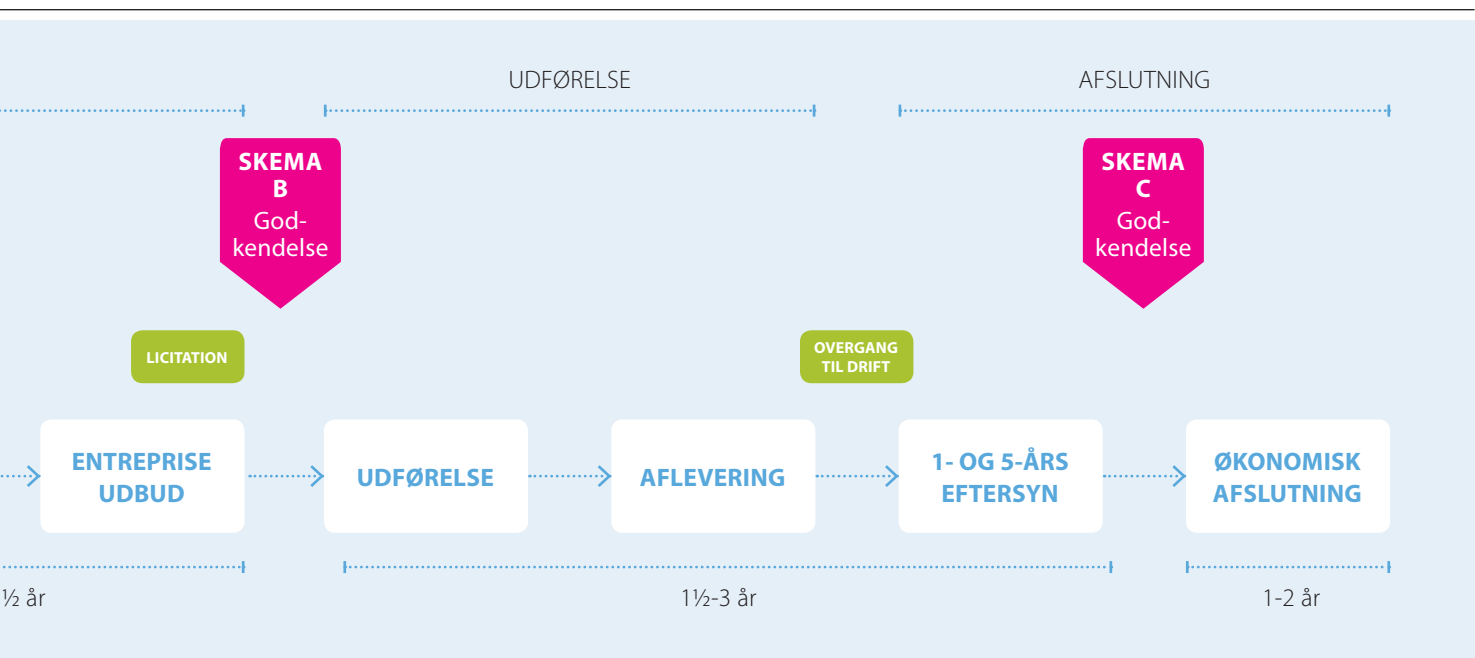 UDFØRELSE
AFSLUTNING
SKEMA
B
God-
kendelse
SKEMA
C
God-
kendelse
LICITATION
OVERGANG
TIL DRIFT
ENTREPRISE
UDBUD
UDFØRELSE
AFLEVERING
1- OG 5-ÅRS
EFTERSYN
ØKONOMISK
AFSLUTNING
½ år
1½-3 år
1-2 år